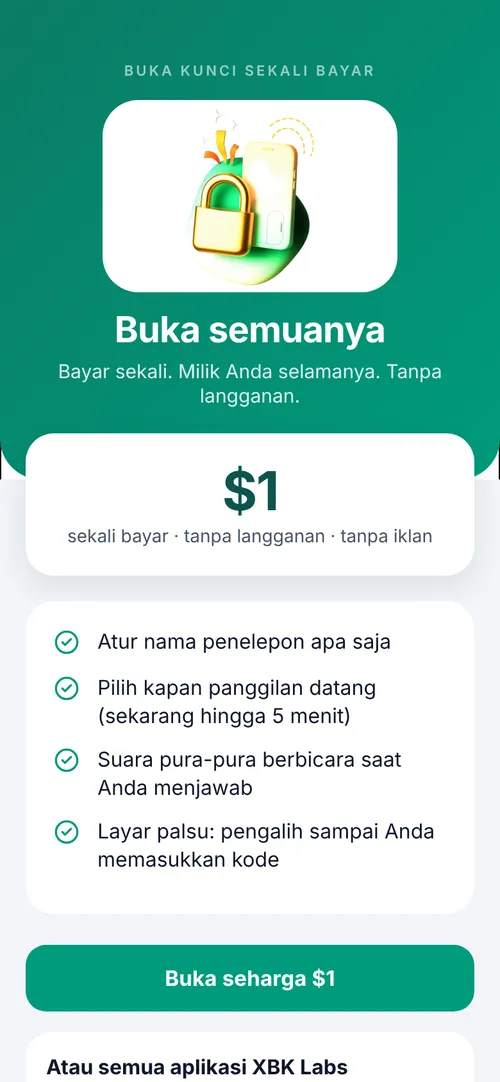 BUKA KUNCI SEKALI BAYAR
Buka semuanya
Bayar sekali. Milik Anda selamanya. Tanpa
langganan.
$1
sekali bayar · tanpa langganan · tanpa iklan
Atur nama penelepon apa saja
Pilih kapan panggilan datang
(sekarang hingga 5 menit)
Suara pura-pura berbicara saat
Anda menjawab
Layar palsu: pengalih sampai Anda
memasukkan kode
Buka seharga $1
Atau semua aplikasi XBK Labs